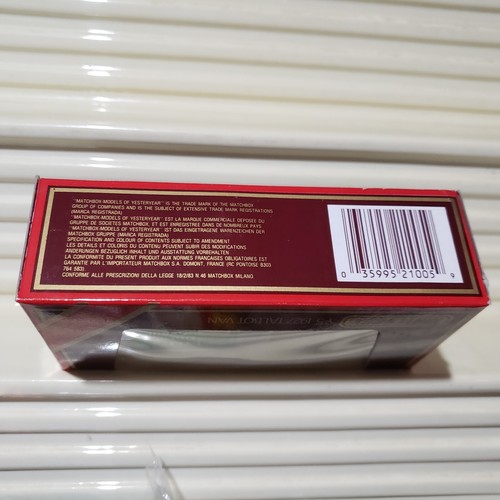 "MATCHBOX-MODELS OF YESTERYEAR" IS THE TRADE MARK OF THE MATCHBOX
GROUP OF COMPANIES AND IS THE SUBJECT OF EXTENSIVE TRADE MARK REGISTRATIONS
(MARCA REGISTRADA)
"MATCHBOX-MODELS OF YESTERYEAR" EST LA MARQUE COMMERCIALE DEPOSEE DU
GRUPPE DE SOCIETES MATCHBOX, ET EST ENREGISTREE DANS DE NOMBREUX PAYS
"MATCHBOX-MODELS OF YESTERYEAR" IST DAS EINGETRAGENE WARENZEICHEN DER
MATCHBOX GRUPPE (MARCA REGISTRADA)
SPECIFICATION AND COLOUR OF CONTENTS SUBJECT TO AMENDMENT
LES DETAILS ET COLORIS DU CONTENU PEUVENT SUBIR DES MODIFICATIONS
ANDERUNGEN BEZUGLICH INHALT UND AUSSTATTUNG VORBEHALTEN
LA CONFORMITE DU PRESENT PRODUIT AUX NORMES FRANCAISES OBLIGATOIRES EST
GARANTIE PAR L'IMPORTATEUR MATCHBOX S.A. DOMONT, FRANCE (RC PONTOISE B303
764 583)
CONFORME ALLE PRESCRIZIONI DELLA LEGGE 18/2/83 N 46 MATCHBOX MILANO.
0 35995 21005 9
TALBOT VAN